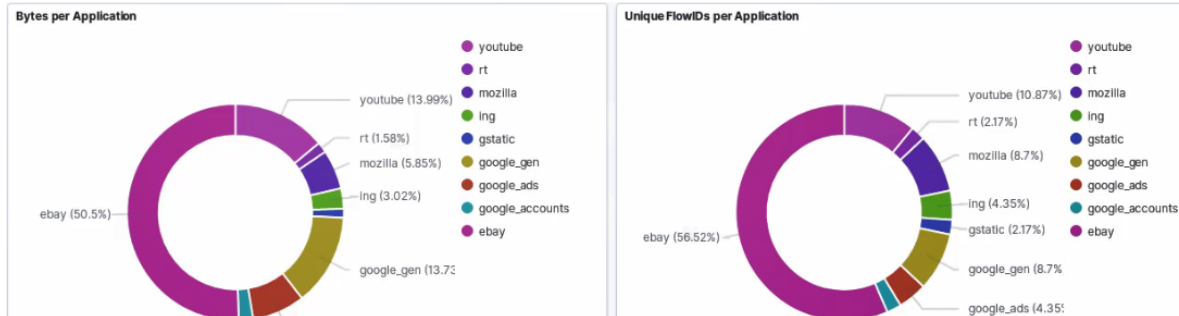 Bytes per Application
youtube
rt
mozilla
ing
gstatic
google_gen
google_ads
google_accounts
ebay
youtube (13.99%)
rt (1.58%)
mozilla (5.85%)
ing (3.02%)
google_gen (13.73
ebay (50.5%)
Unique FlowIDs per Application
youtube
rt
mozilla
ing
gstatic
google_gen
google_ads
google_accounts
ebay
youtube (10.87%)
rt (2.17%)
mozilla (8.7%)
ing (4.35%)
gstatic (2.17%)
google_gen (8.7%
google_ads (4.35
ebay (56.52%)